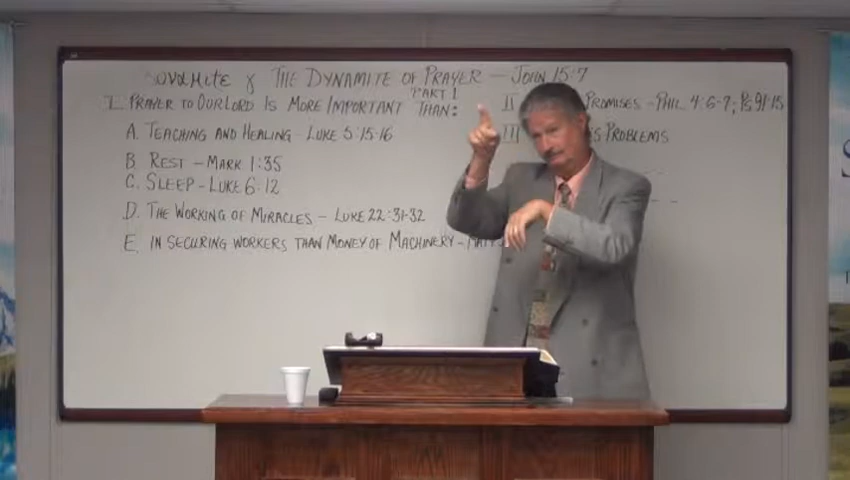 & THE DYNAMITE OF PRAYER — JOHN 15:7
PART 1
I. PRAYER TO OUR LORD IS MORE IMPORTANT THAN:
A. TEACHING AND HEALING - LUKE 5:15-16
B. REST - MARK 1:35
C. SLEEP - LUKE 6:12
D. THE WORKING OF MIRACLES - LUKE 22:31-32
E. IN SECURING WORKERS THAN MONEY OF MACHINERY -
II PROMISES - PHIL 4:6-7; PS 91:15
III PROBLEMS
S